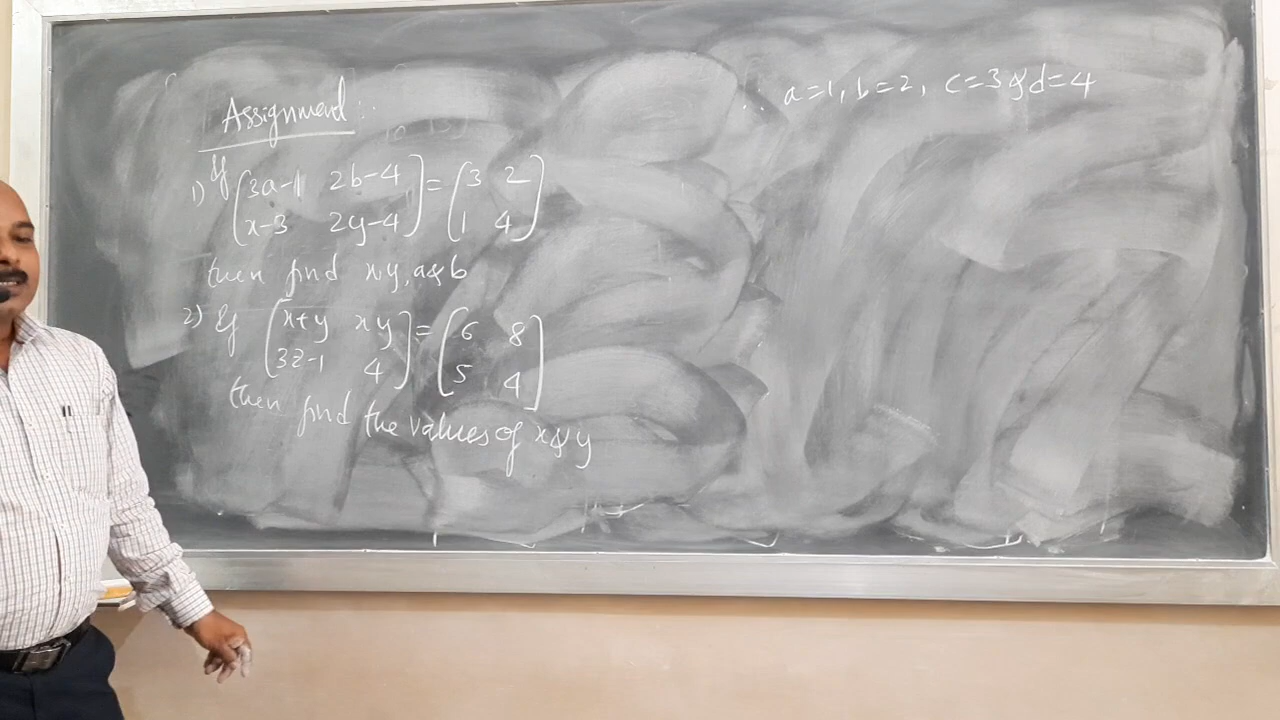 Assignment :.
1) If [3a-1 2b-4] = [3 2]
[x-3 2y-4] [1 4]
then find x,y,a&b
2) If [x+y xy] = [6 8]
[3z-1 4] [5 4]
then find the values of x&y
∴ a=1, b=2, c=3 & d=4